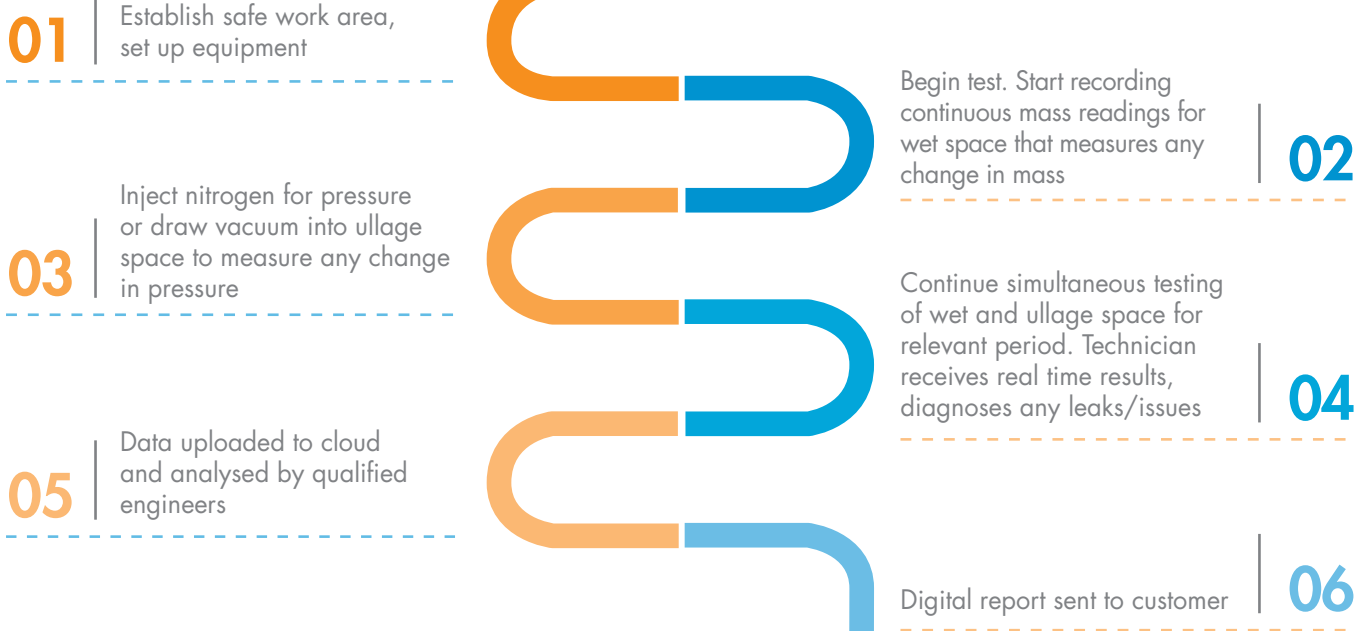 01
Establish safe work area,
set up equipment
Begin test. Start recording
continuous mass readings for
wet space that measures any
change in mass
02
03
Inject nitrogen for pressure
or draw vacuum into ullage
space to measure any change
in pressure
Continue simultaneous testing
of wet and ullage space for
relevant period. Technician
receives real time results,
diagnoses any leaks/issues
04
05
Data uploaded to cloud
and analysed by qualified
engineers
Digital report sent to customer
06